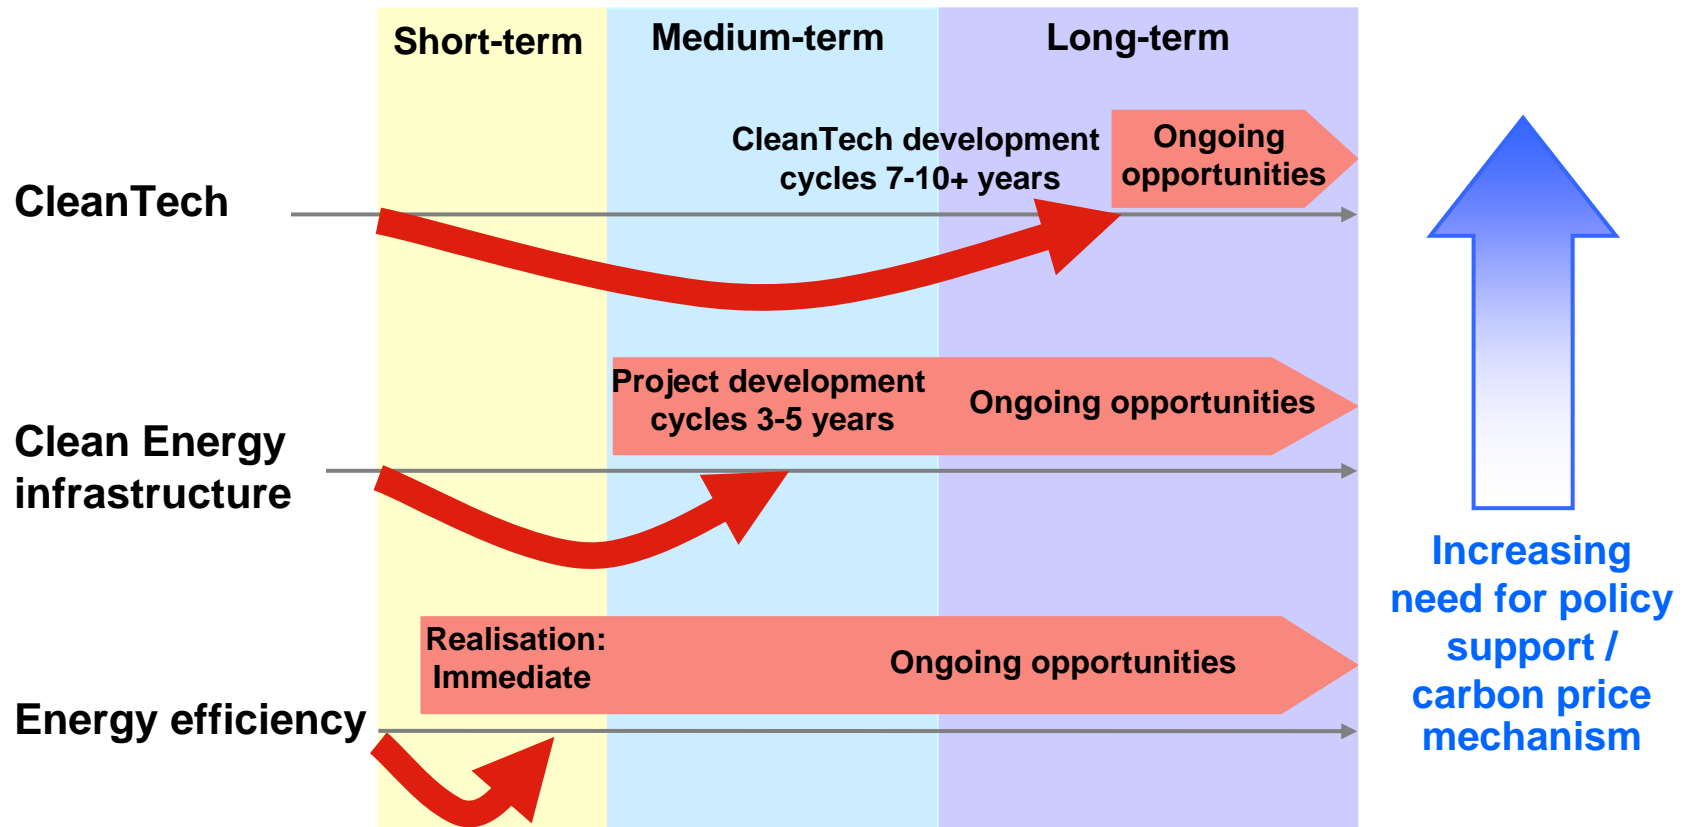 Short-term
Medium-term
Long-term
CleanTech
CleanTech development
cycles 7-10+ years
Ongoing
opportunities
Clean Energy
infrastructure
Project development
cycles 3-5 years
Ongoing opportunities
Energy efficiency
Realisation:
Immediate
Ongoing opportunities
Increasing
need for policy
support /
carbon price
mechanism